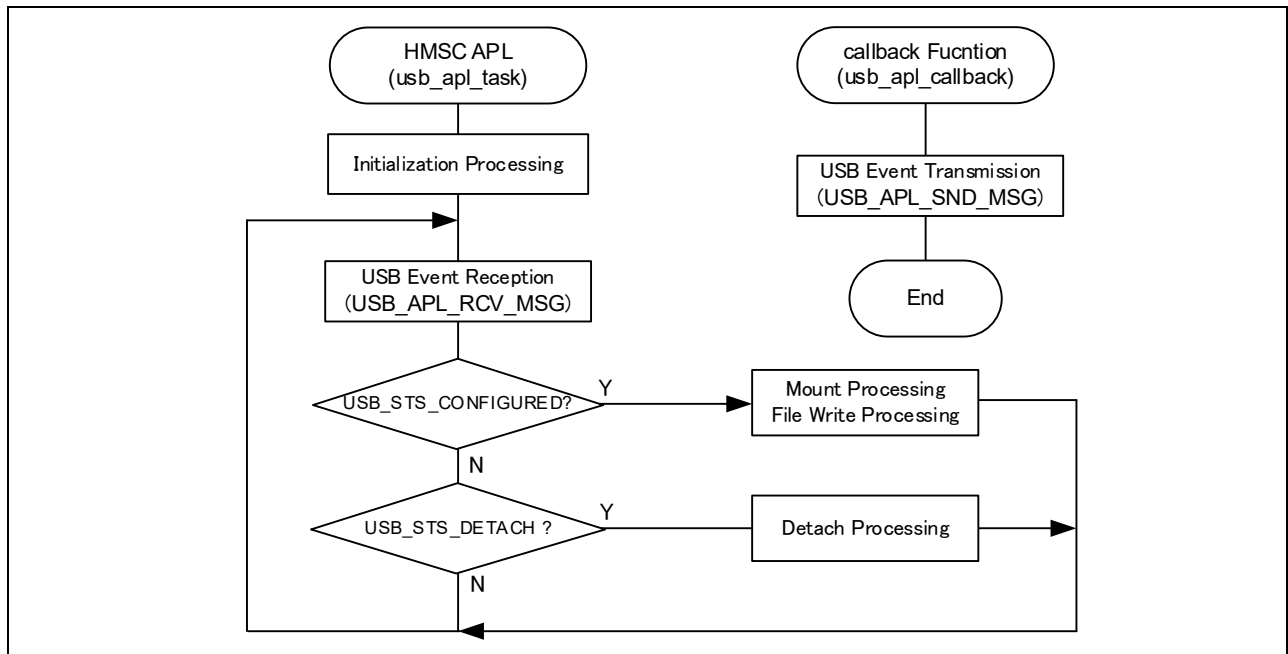 HMSC APL
(usb_apl_task)
Initialization Processing
USB Event Reception
(USB_APL_RCV_MSG)
USB_STS_CONFIGURED?
Y
Mount Processing
File Write Processing
N
USB_STS_DETACH ?
Y
Detach Processing
N
callback Fucntion
(usb_apl_callback)
USB Event Transmission
(USB_APL_SND_MSG)
End